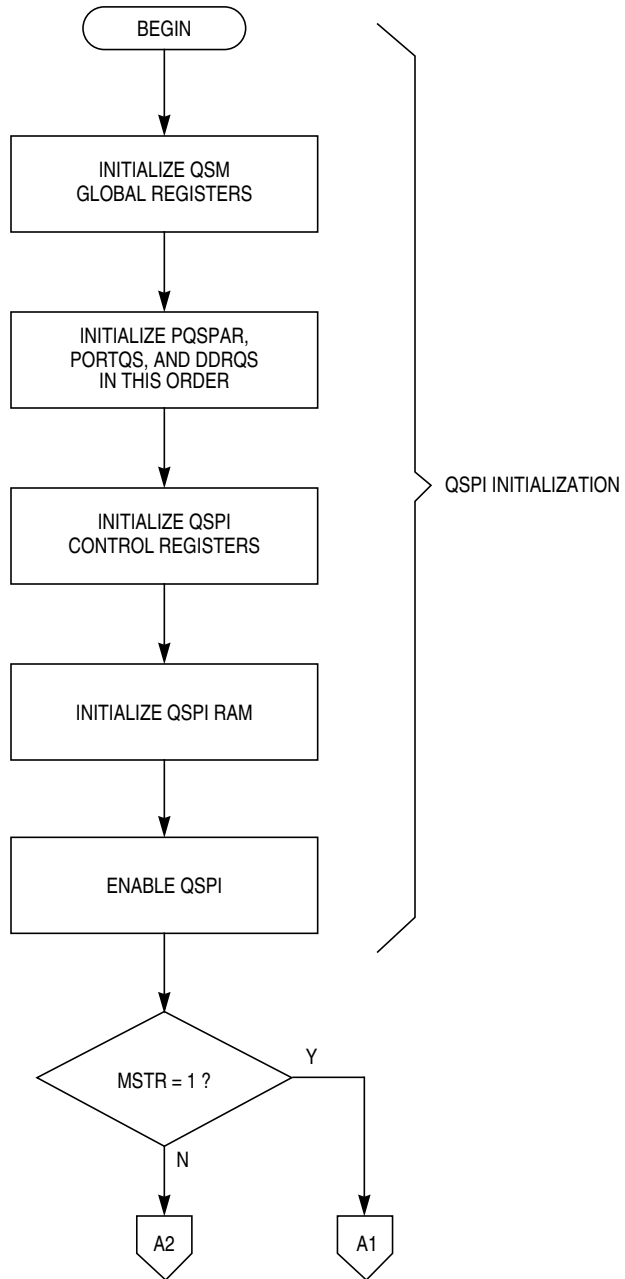 BEGIN
INITIALIZE QSM
GLOBAL REGISTERS
INITIALIZE PQSPAR,
PORTQS, AND DDRQS
IN THIS ORDER
QSPI INITIALIZATION
INITIALIZE QSPI
CONTROL REGISTERS
INITIALIZE QSPI RAM
ENABLE QSPI
MSTR = 1 ?
Y
N
A2
A1